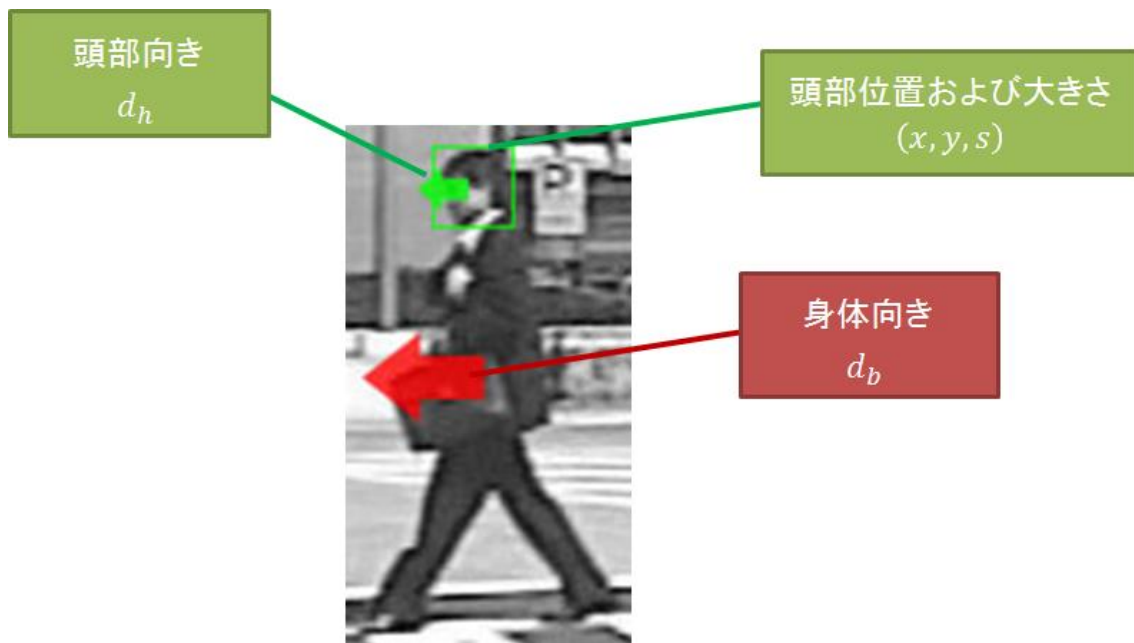 頭部向き
d_h
頭部位置および大きさ
(x, y, s)
身体向き
d_b
P